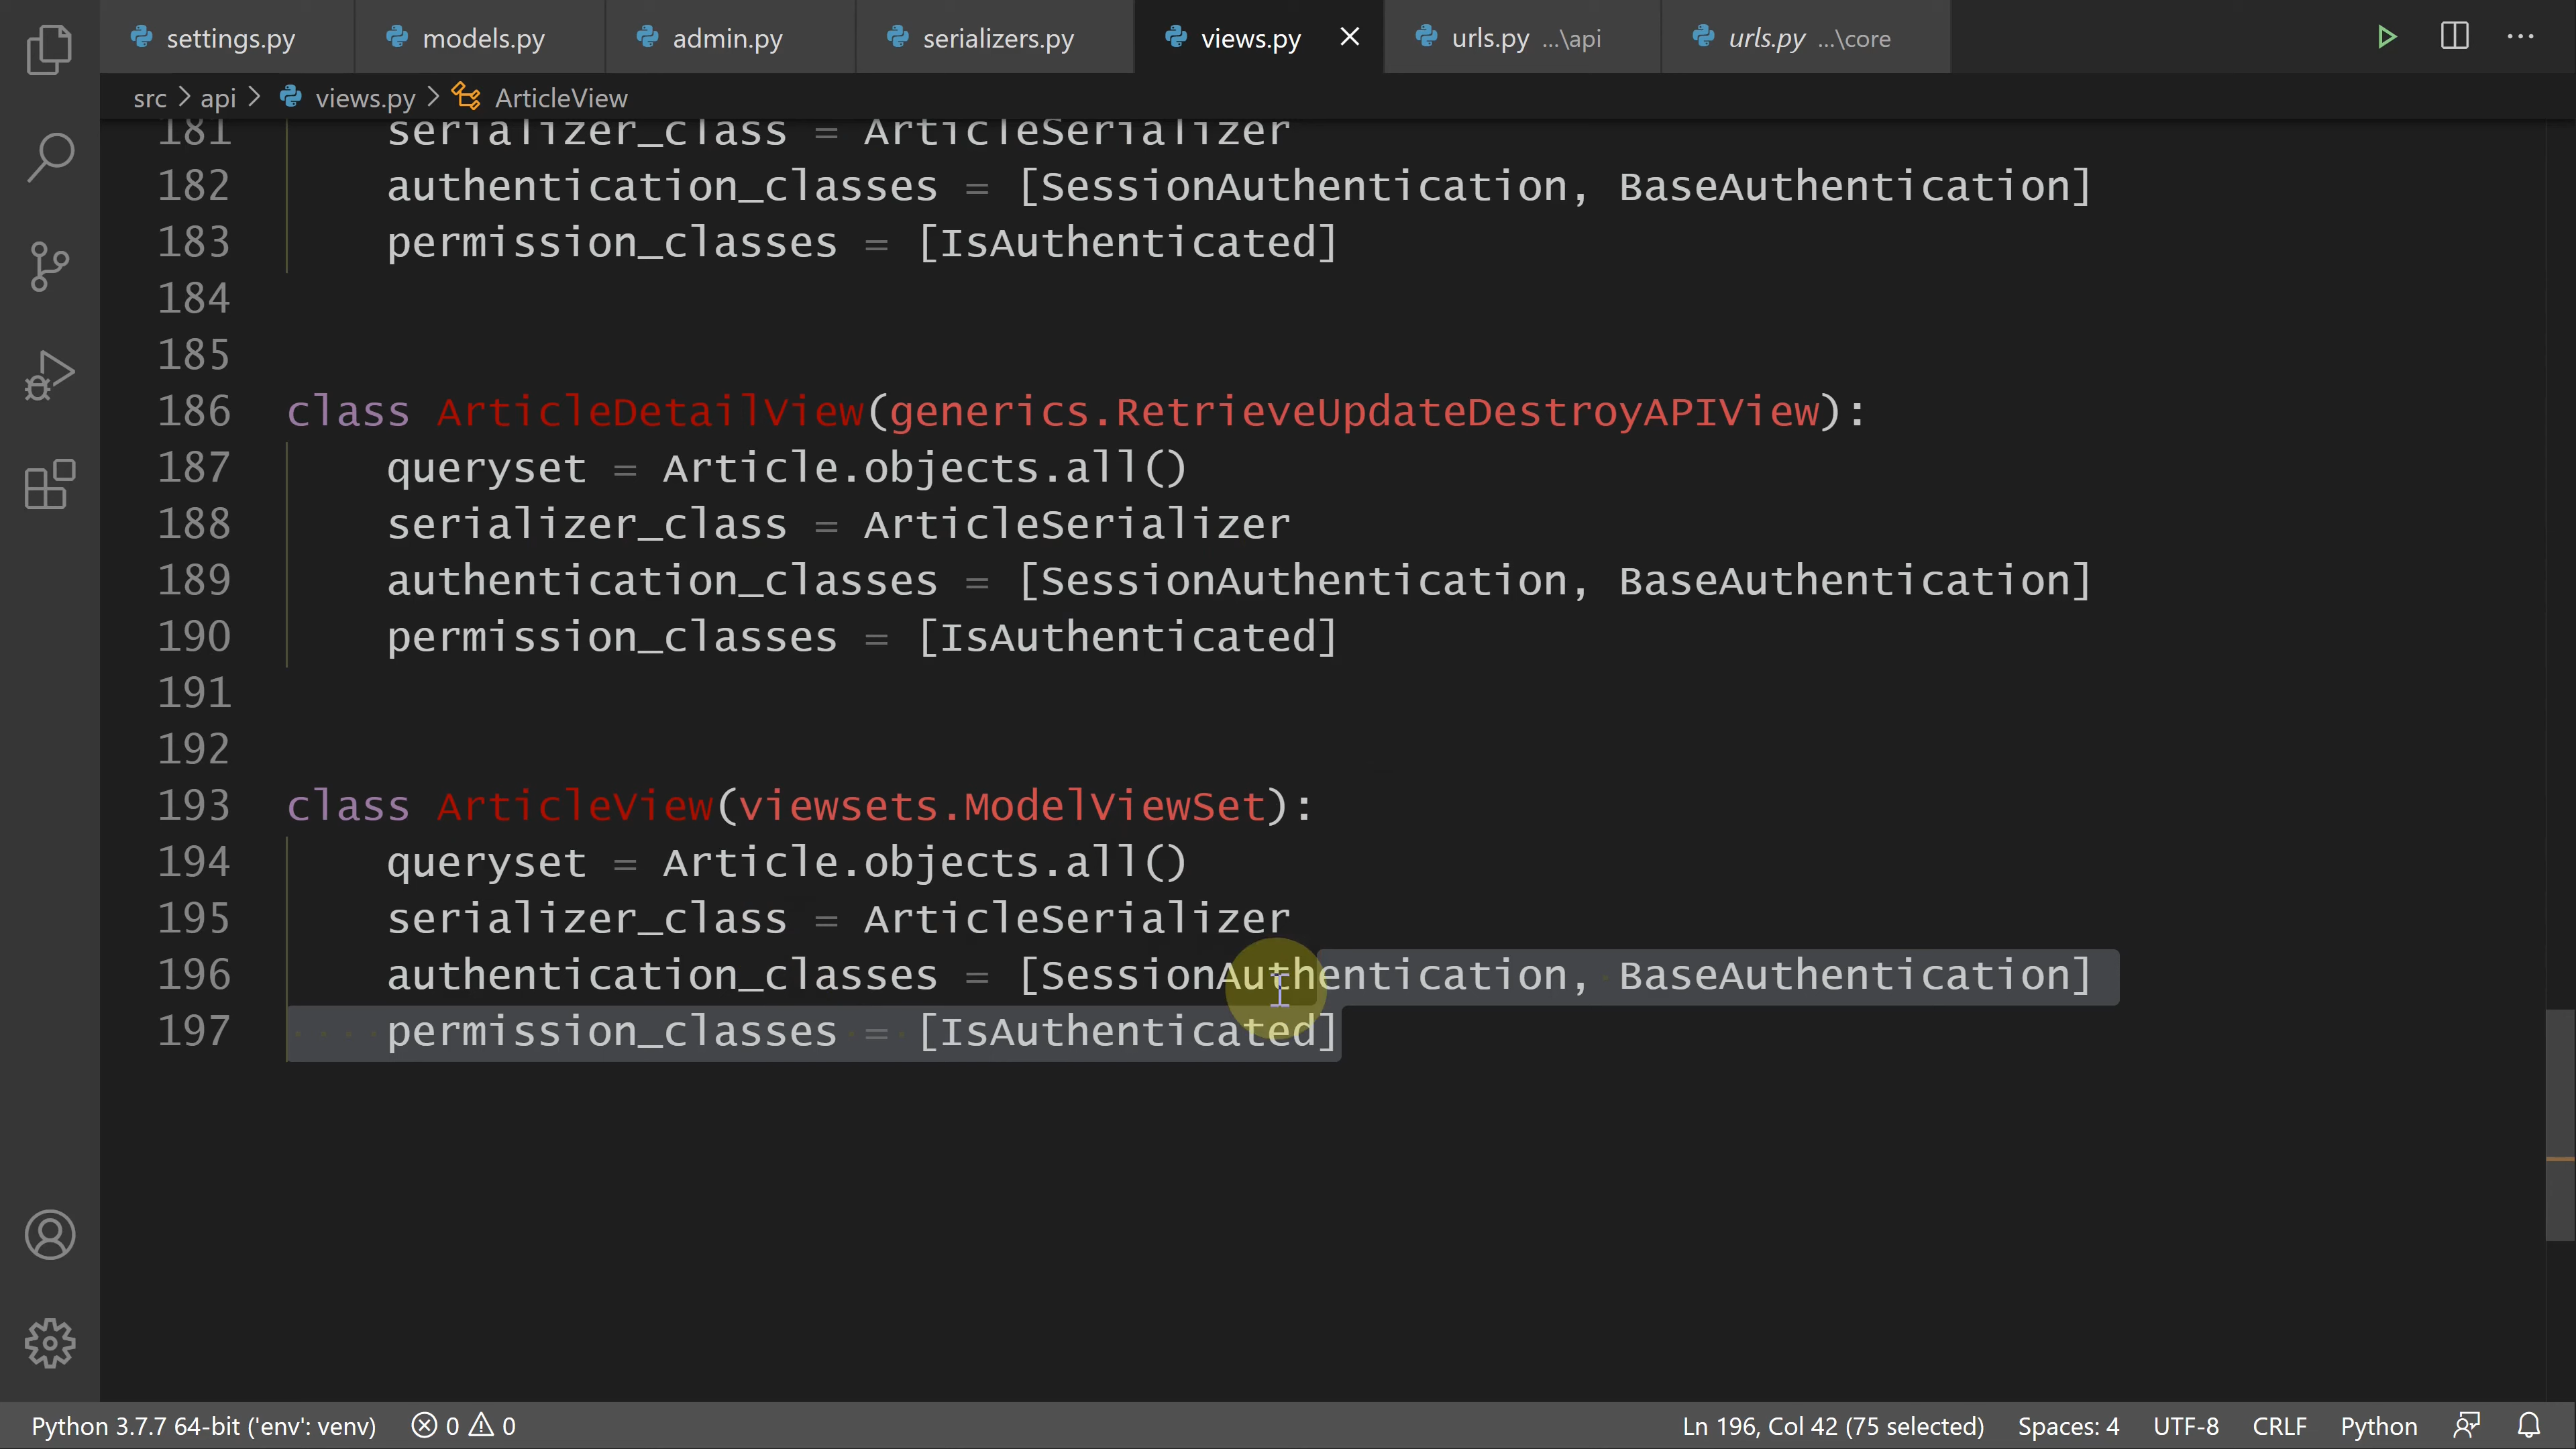 settings.py models.py admin.py serializers.py views.py urls.py ...\api urls.py ...\core
src > api > views.py > ArticleView
181 serializer_class = ArticleSerializer
182 authentication_classes = [SessionAuthentication, BaseAuthentication]
183 permission_classes = [IsAuthenticated]
184
185
186 class ArticleDetailView(generics.RetrieveUpdateDestroyAPIView):
187 queryset = Article.objects.all()
188 serializer_class = ArticleSerializer
189 authentication_classes = [SessionAuthentication, BaseAuthentication]
190 permission_classes = [IsAuthenticated]
191
192
193 class ArticleView(viewsets.ModelViewSet):
194 queryset = Article.objects.all()
195 serializer_class = ArticleSerializer
196 authentication_classes = [SessionAuthentication, BaseAuthentication]
197 permission_classes = [IsAuthenticated]
Python 3.7.7 64-bit ('env': venv) 0 0 Ln 196, Col 42 (75 selected) Spaces: 4 UTF-8 CRLF Python